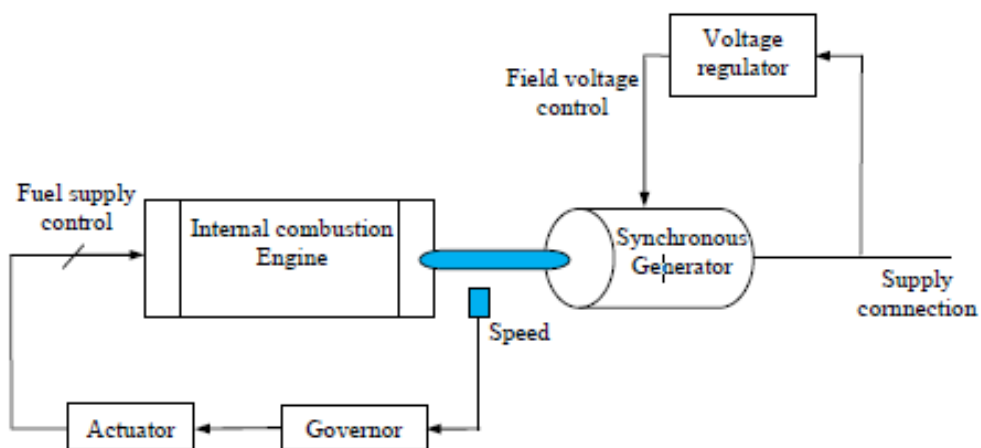 Voltage
regulator
Field voltage
control
Fuel supply
control
Internal combustion
Engine
Synchronous
Generator
Supply
cornnection
Speed
Actuator
Governor